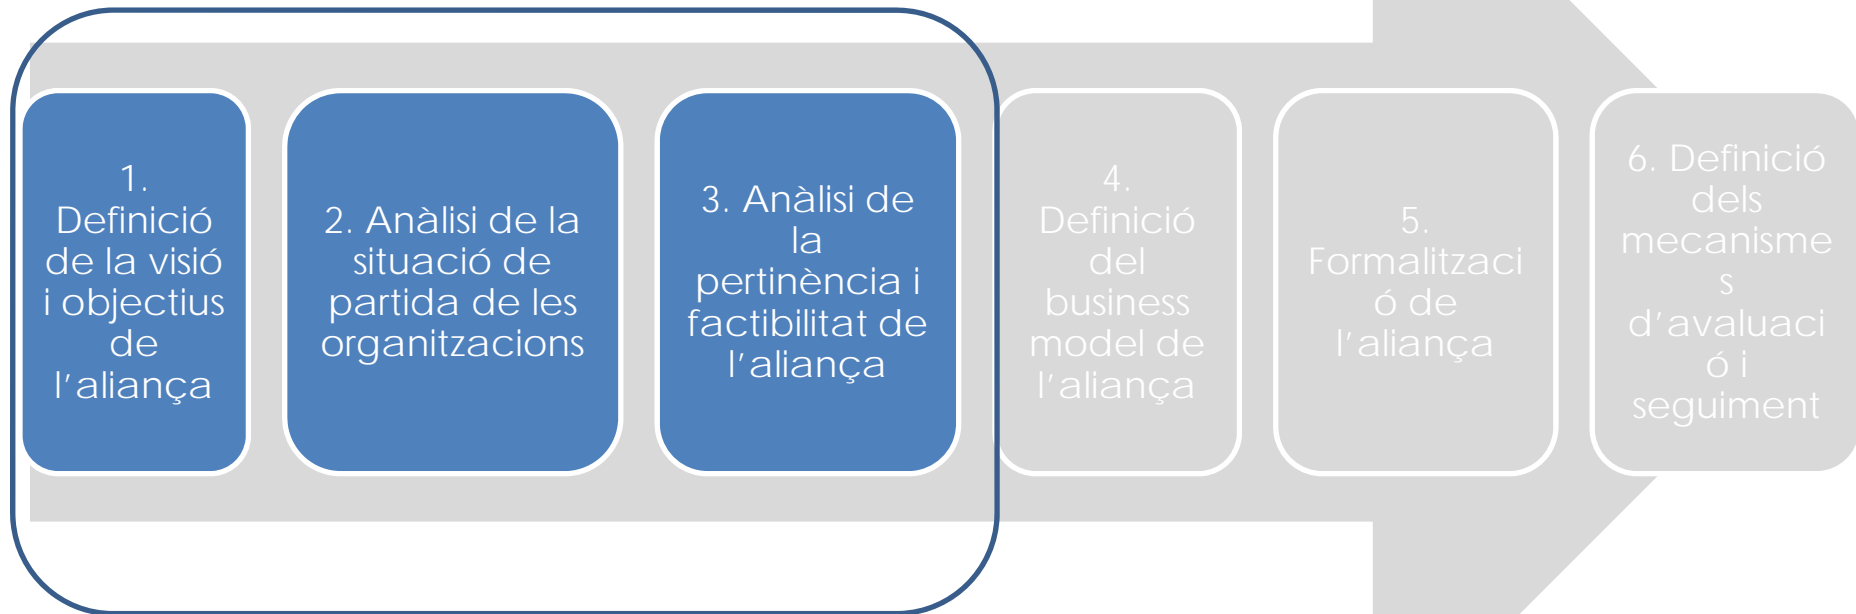 1.
Definició
de la visió
i objectius
de
l’aliança
2. Anàlisi de la
situació de
partida de les
organitzacions
3. Anàlisi de
la
pertinència i
factibilitat de
l’aliança
4.
Definició
del
business
model de
l’aliança
5.
Formalitzaci
ó de
l’aliança
6. Definició
dels
mecanisme
s
d’avaluaci
ó i
seguiment